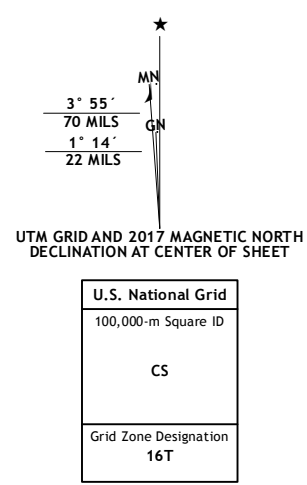 ★
MN
3° 55´
70 MILS
GN
1° 14´
22 MILS
UTM GRID AND 2017 MAGNETIC NORTH
DECLINATION AT CENTER OF SHEET
U.S. National Grid
100,000-m Square ID
CS
Grid Zone Designation
16T